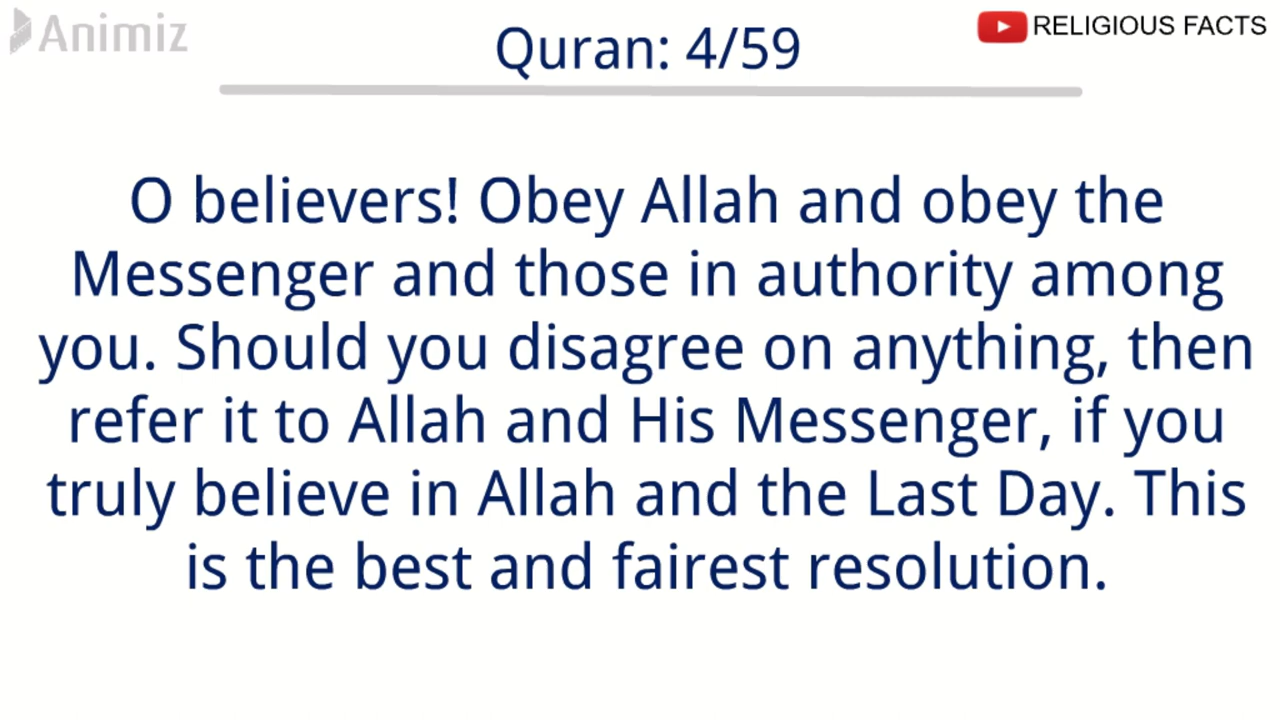 Animiz
RELIGIOUS FACTS
Quran: 4/59
O believers! Obey Allah and obey the
Messenger and those in authority among
you. Should you disagree on anything, then
refer it to Allah and His Messenger, if you
truly believe in Allah and the Last Day. This
is the best and fairest resolution.